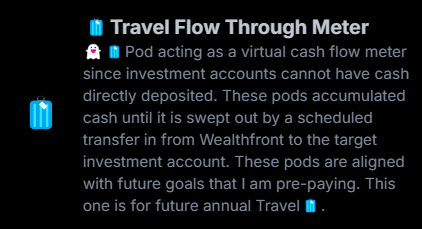 🧳 Travel Flow Through Meter
👻 🧳 Pod acting as a virtual cash flow meter
since investment accounts cannot have cash
directly deposited. These pods accumulated
cash until it is swept out by a scheduled
transfer in from Wealthfront to the target
investment account. These pods are aligned
with future goals that I am pre-paying. This
one is for future annual Travel 🧳 .